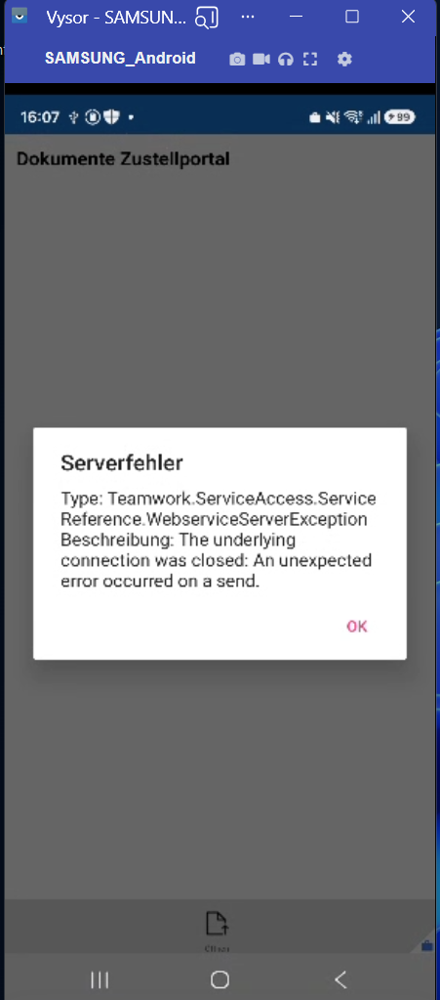 Vysor - SAMSUN...
SAMSUNG_Android
16:07
99
Dokumente Zustellportal
Serverfehler
Type: Teamwork.ServiceAccess.Service
Reference.WebserviceServerException
Beschreibung: The underlying
connection was closed: An unexpected
error occurred on a send.
OK